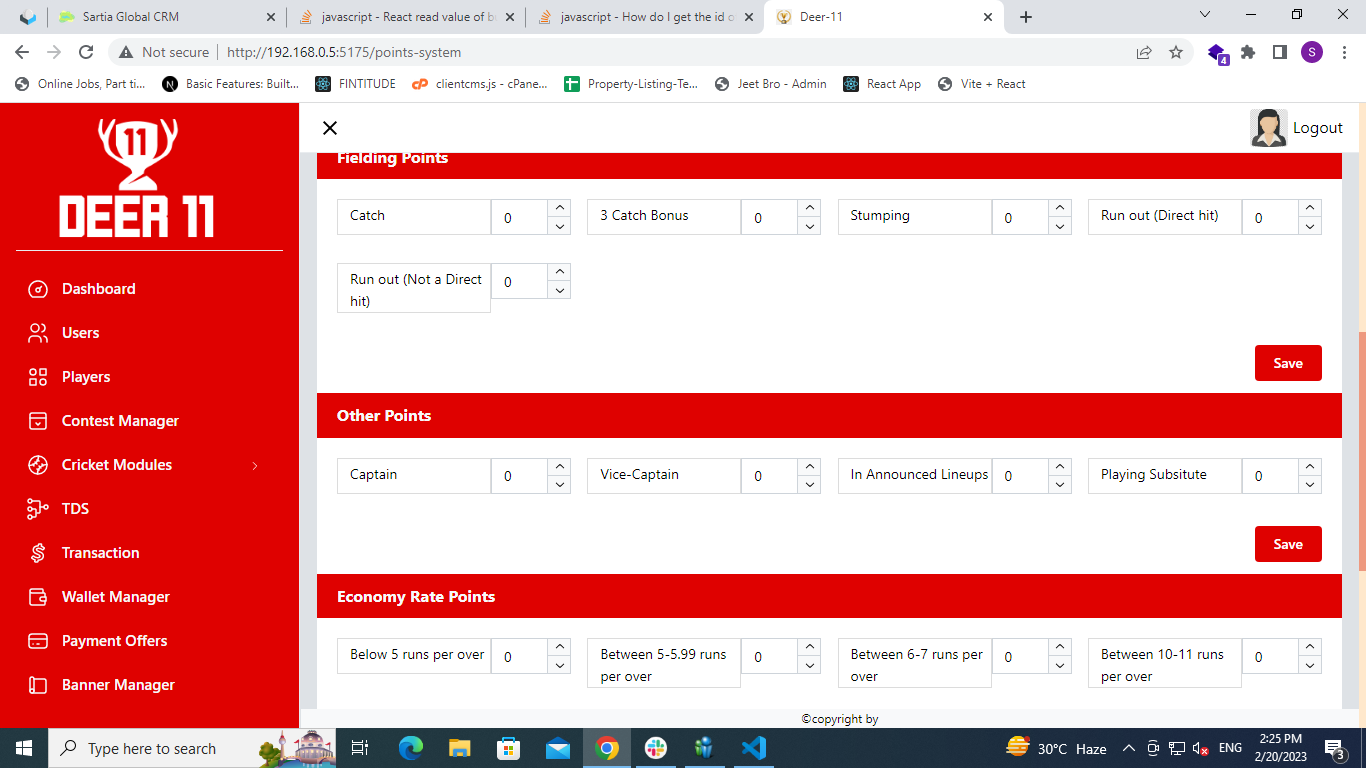 Sartia Global CRM
javascript - React read value of bu
javascript - How do I get the id o
Deer-11
Not secure
http://192.168.0.5:5175/points-system
4
S
Online Jobs, Part ti...
N
Basic Features: Built...
FINTITUDE
cP
clientcms.js - cPane...
Property-Listing-Te...
Jeet Bro - Admin
React App
Vite + React
11
DEER 11
Logout
Dashboard
Users
Players
Contest Manager
Cricket Modules
TDS
Transaction
Wallet Manager
Payment Offers
Banner Manager
Fielding Points
Catch 0
3 Catch Bonus 0
Stumping 0
Run out (Direct hit) 0
Run out (Not a Direct
hit)
0
Save
Other Points
Captain 0
Vice-Captain 0
In Announced Lineups 0
Playing Subsitute 0
Save
Economy Rate Points
Below 5 runs per over 0
Between 5-5.99 runs
per over
0
Between 6-7 runs per
over
0
Between 10-11 runs
per over
0
©copyright by
Type here to search
30°C Haze
ENG
2:25 PM
2/20/2023
3